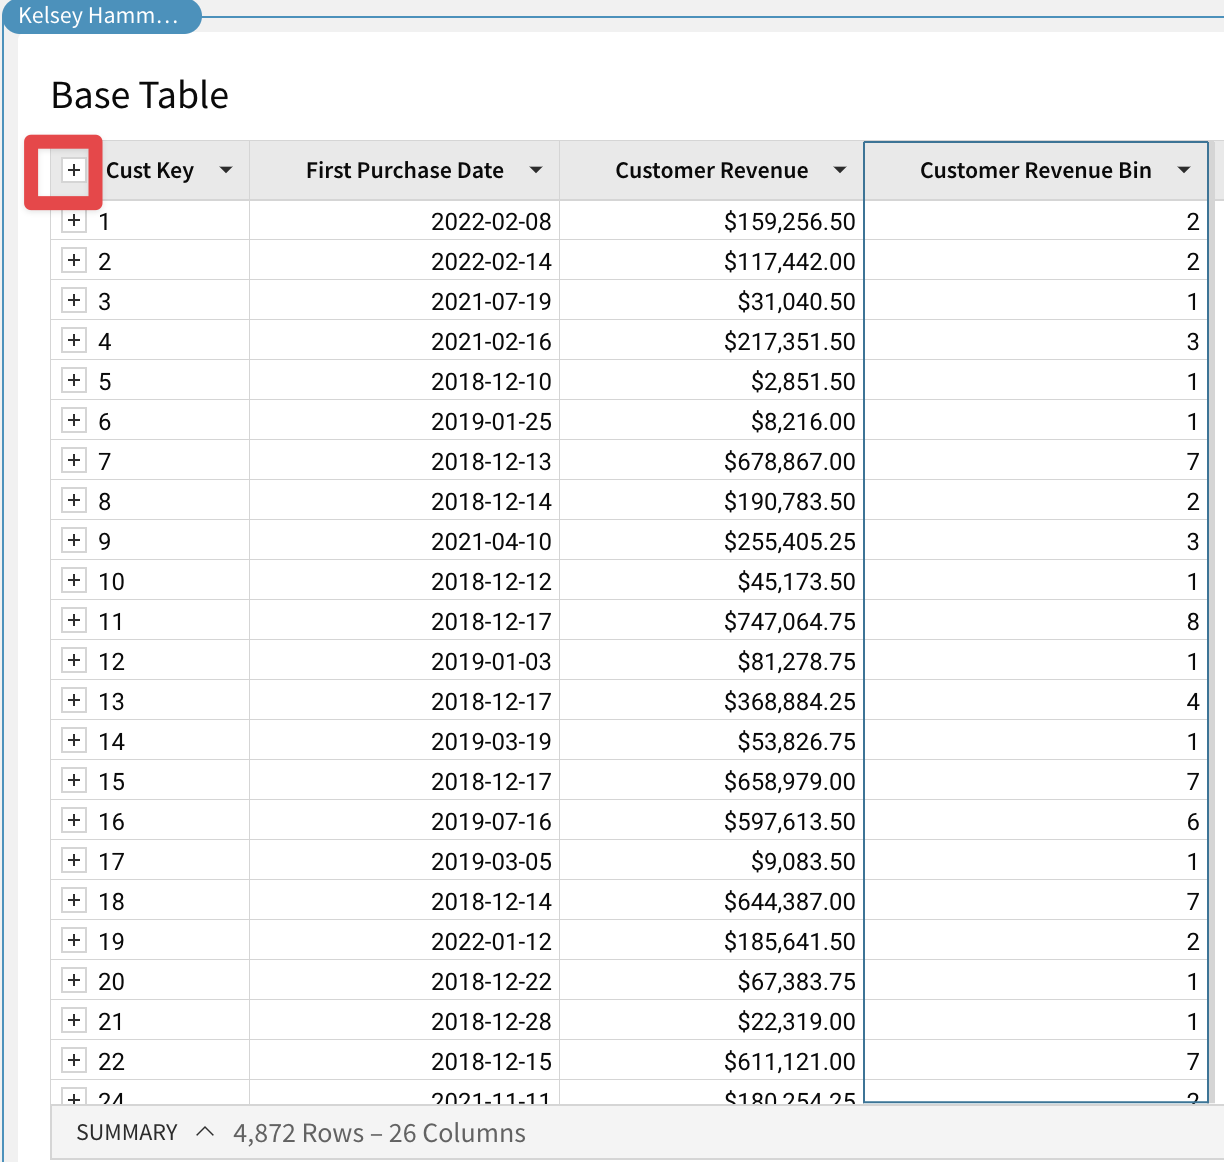 Kelsey Hamm...
Base Table
+ Cust Key First Purchase Date Customer Revenue Customer Revenue Bin
+ 1 2022-02-08 $159,256.50 2
+ 2 2022-02-14 $117,442.00 2
+ 3 2021-07-19 $31,040.50 1
+ 4 2021-02-16 $217,351.50 3
+ 5 2018-12-10 $2,851.50 1
+ 6 2019-01-25 $8,216.00 1
+ 7 2018-12-13 $678,867.00 7
+ 8 2018-12-14 $190,783.50 2
+ 9 2021-04-10 $255,405.25 3
+ 10 2018-12-12 $45,173.50 1
+ 11 2018-12-17 $747,064.75 8
+ 12 2019-01-03 $81,278.75 1
+ 13 2018-12-17 $368,884.25 4
+ 14 2019-03-19 $53,826.75 1
+ 15 2018-12-17 $658,979.00 7
+ 16 2019-07-16 $597,613.50 6
+ 17 2019-03-05 $9,083.50 1
+ 18 2018-12-14 $644,387.00 7
+ 19 2022-01-12 $185,641.50 2
+ 20 2018-12-22 $67,383.75 1
+ 21 2018-12-28 $22,319.00 1
+ 22 2018-12-15 $611,121.00 7
+ 24 2021-11-11 $180,254.25 2
SUMMARY 4,872 Rows – 26 Columns